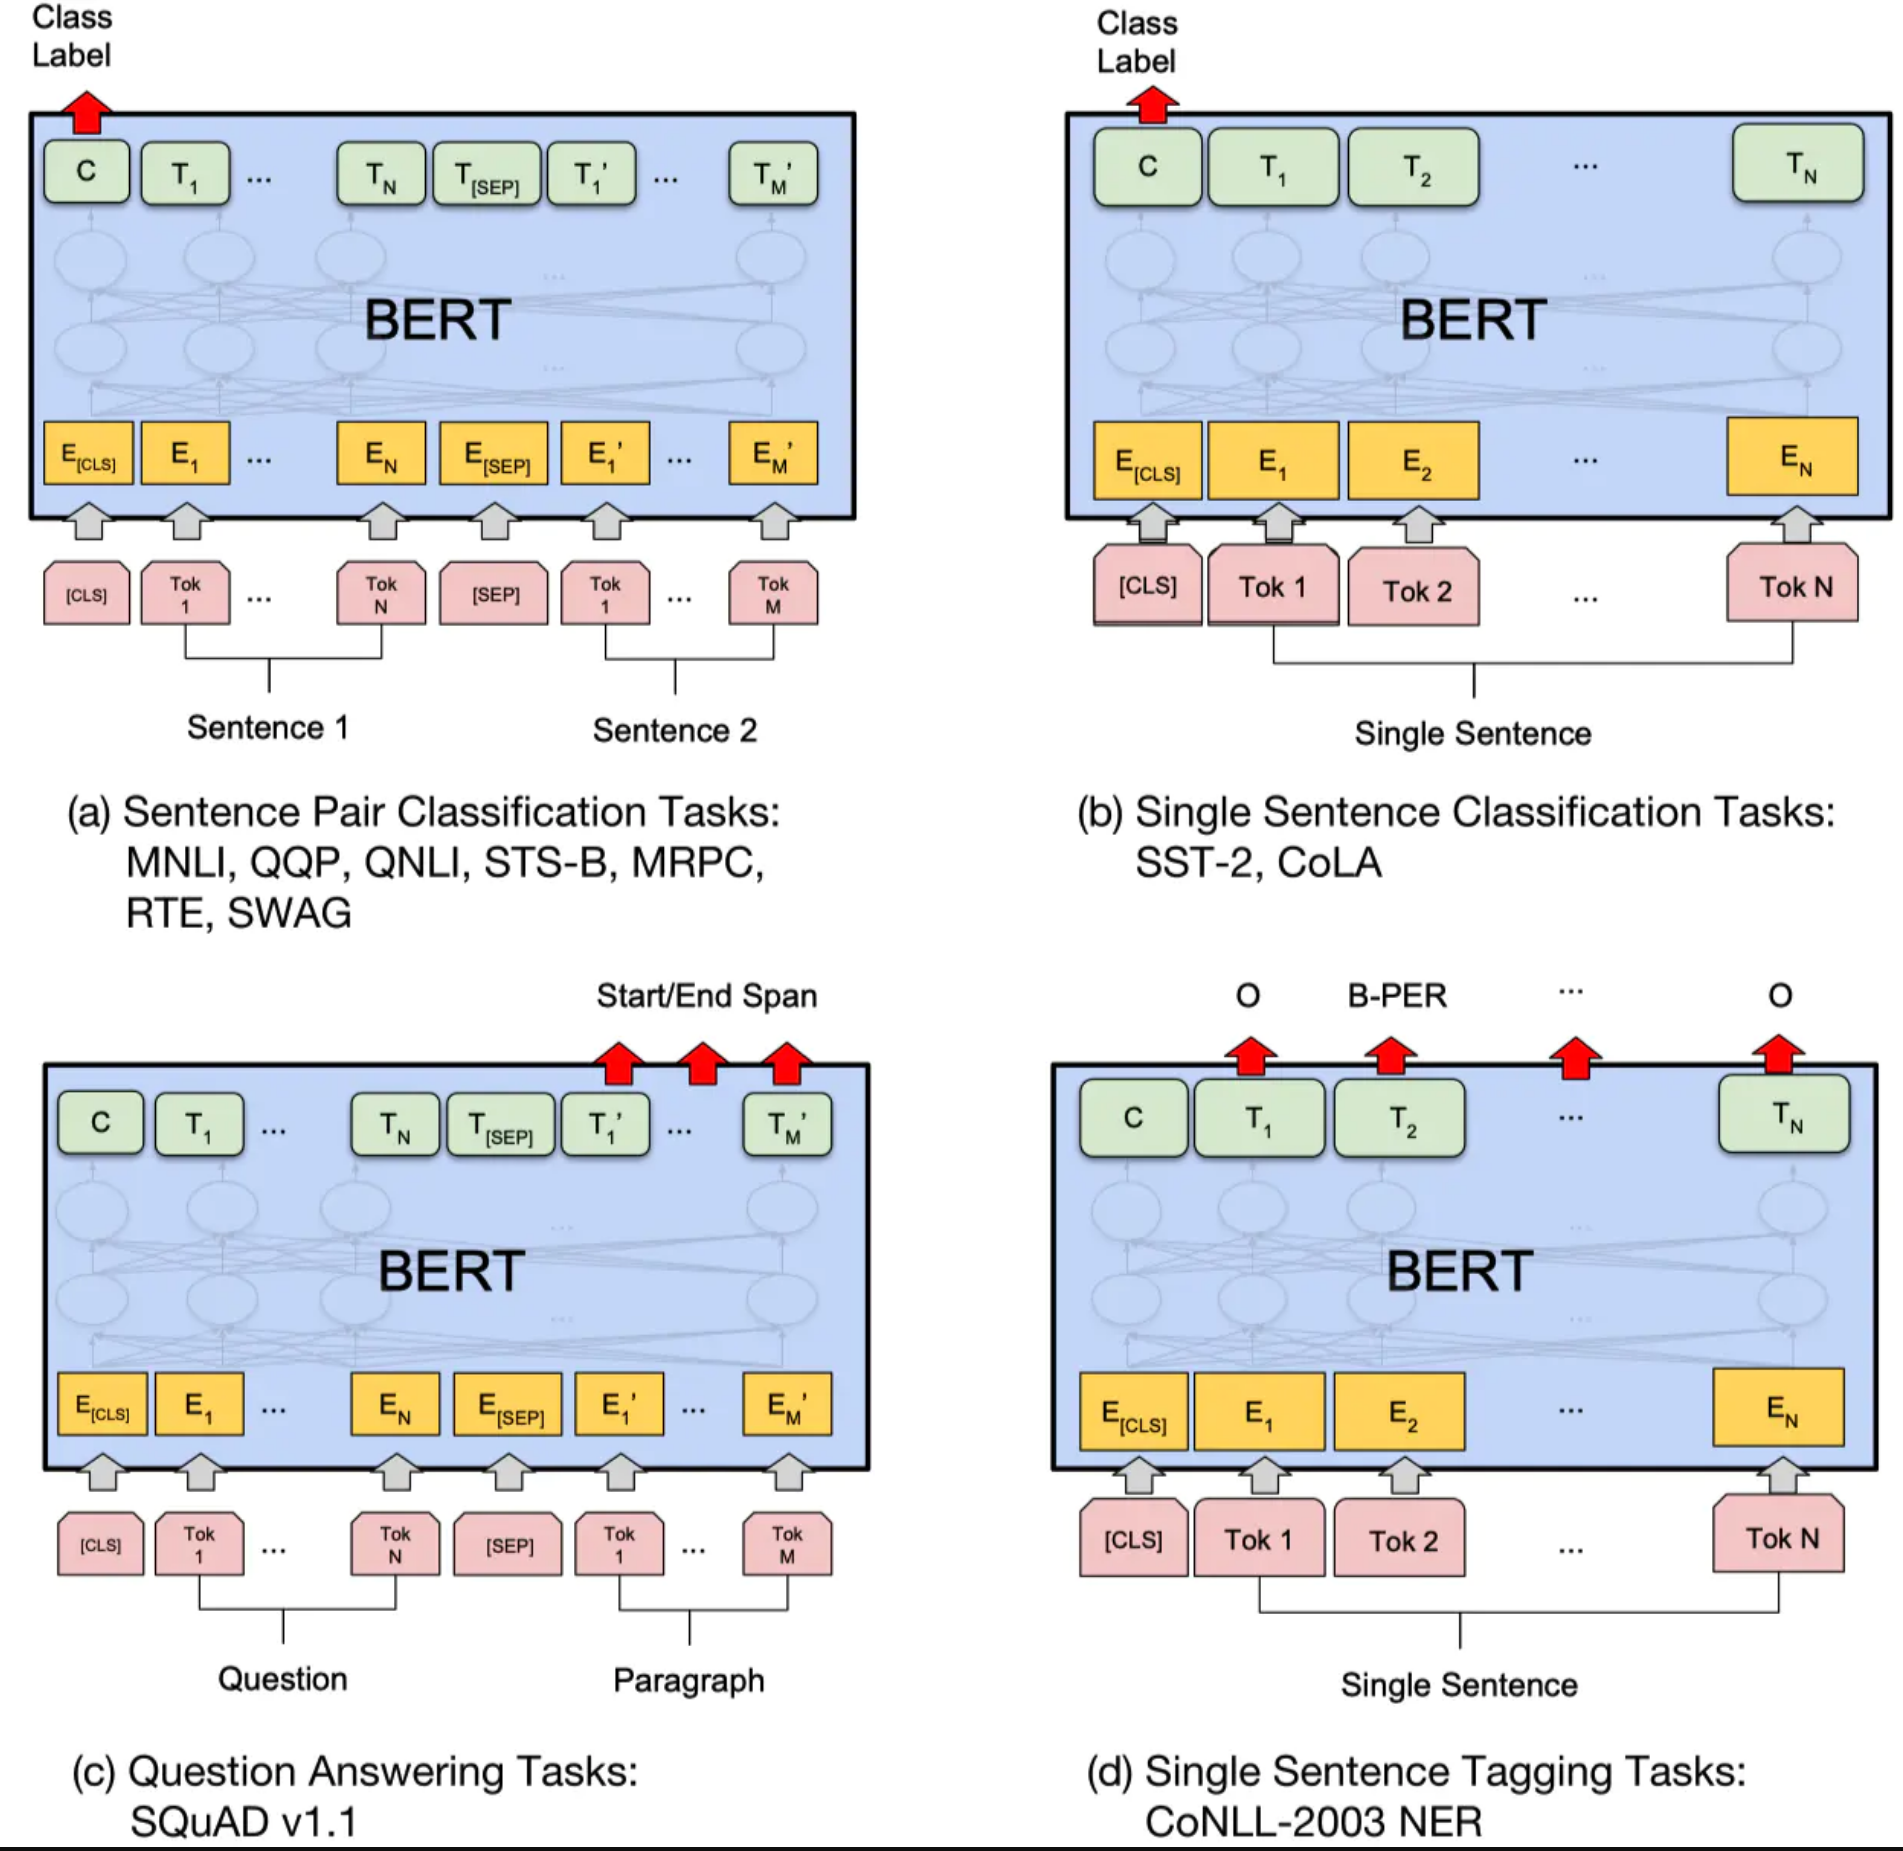 Class
Label
C T1 ... TN T[SEP] T1' ... TM'
...
BERT
...
E[CLS] E1 ... EN E[SEP] E1' ... EM'
[CLS] Tok 1 ... Tok N [SEP] Tok 1 ... Tok M
Sentence 1 Sentence 2
(a) Sentence Pair Classification Tasks:
MNLI, QQP, QNLI, STS-B, MRPC,
RTE, SWAG
Class
Label
C T1 T2 ... TN
...
BERT
...
E[CLS] E1 E2 ... EN
[CLS] Tok 1 Tok 2 ... Tok N
Single Sentence
(b) Single Sentence Classification Tasks:
SST-2, CoLA
Start/End Span
C T1 ... TN T[SEP] T1' ... TM'
...
BERT
...
E[CLS] E1 ... EN E[SEP] E1' ... EM'
[CLS] Tok 1 ... Tok N [SEP] Tok 1 ... Tok M
Question Paragraph
(c) Question Answering Tasks:
SQuAD v1.1
O B-PER ... O
C T1 T2 ... TN
...
BERT
...
E[CLS] E1 E2 ... EN
[CLS] Tok 1 Tok 2 ... Tok N
Single Sentence
(d) Single Sentence Tagging Tasks:
CoNLL-2003 NER